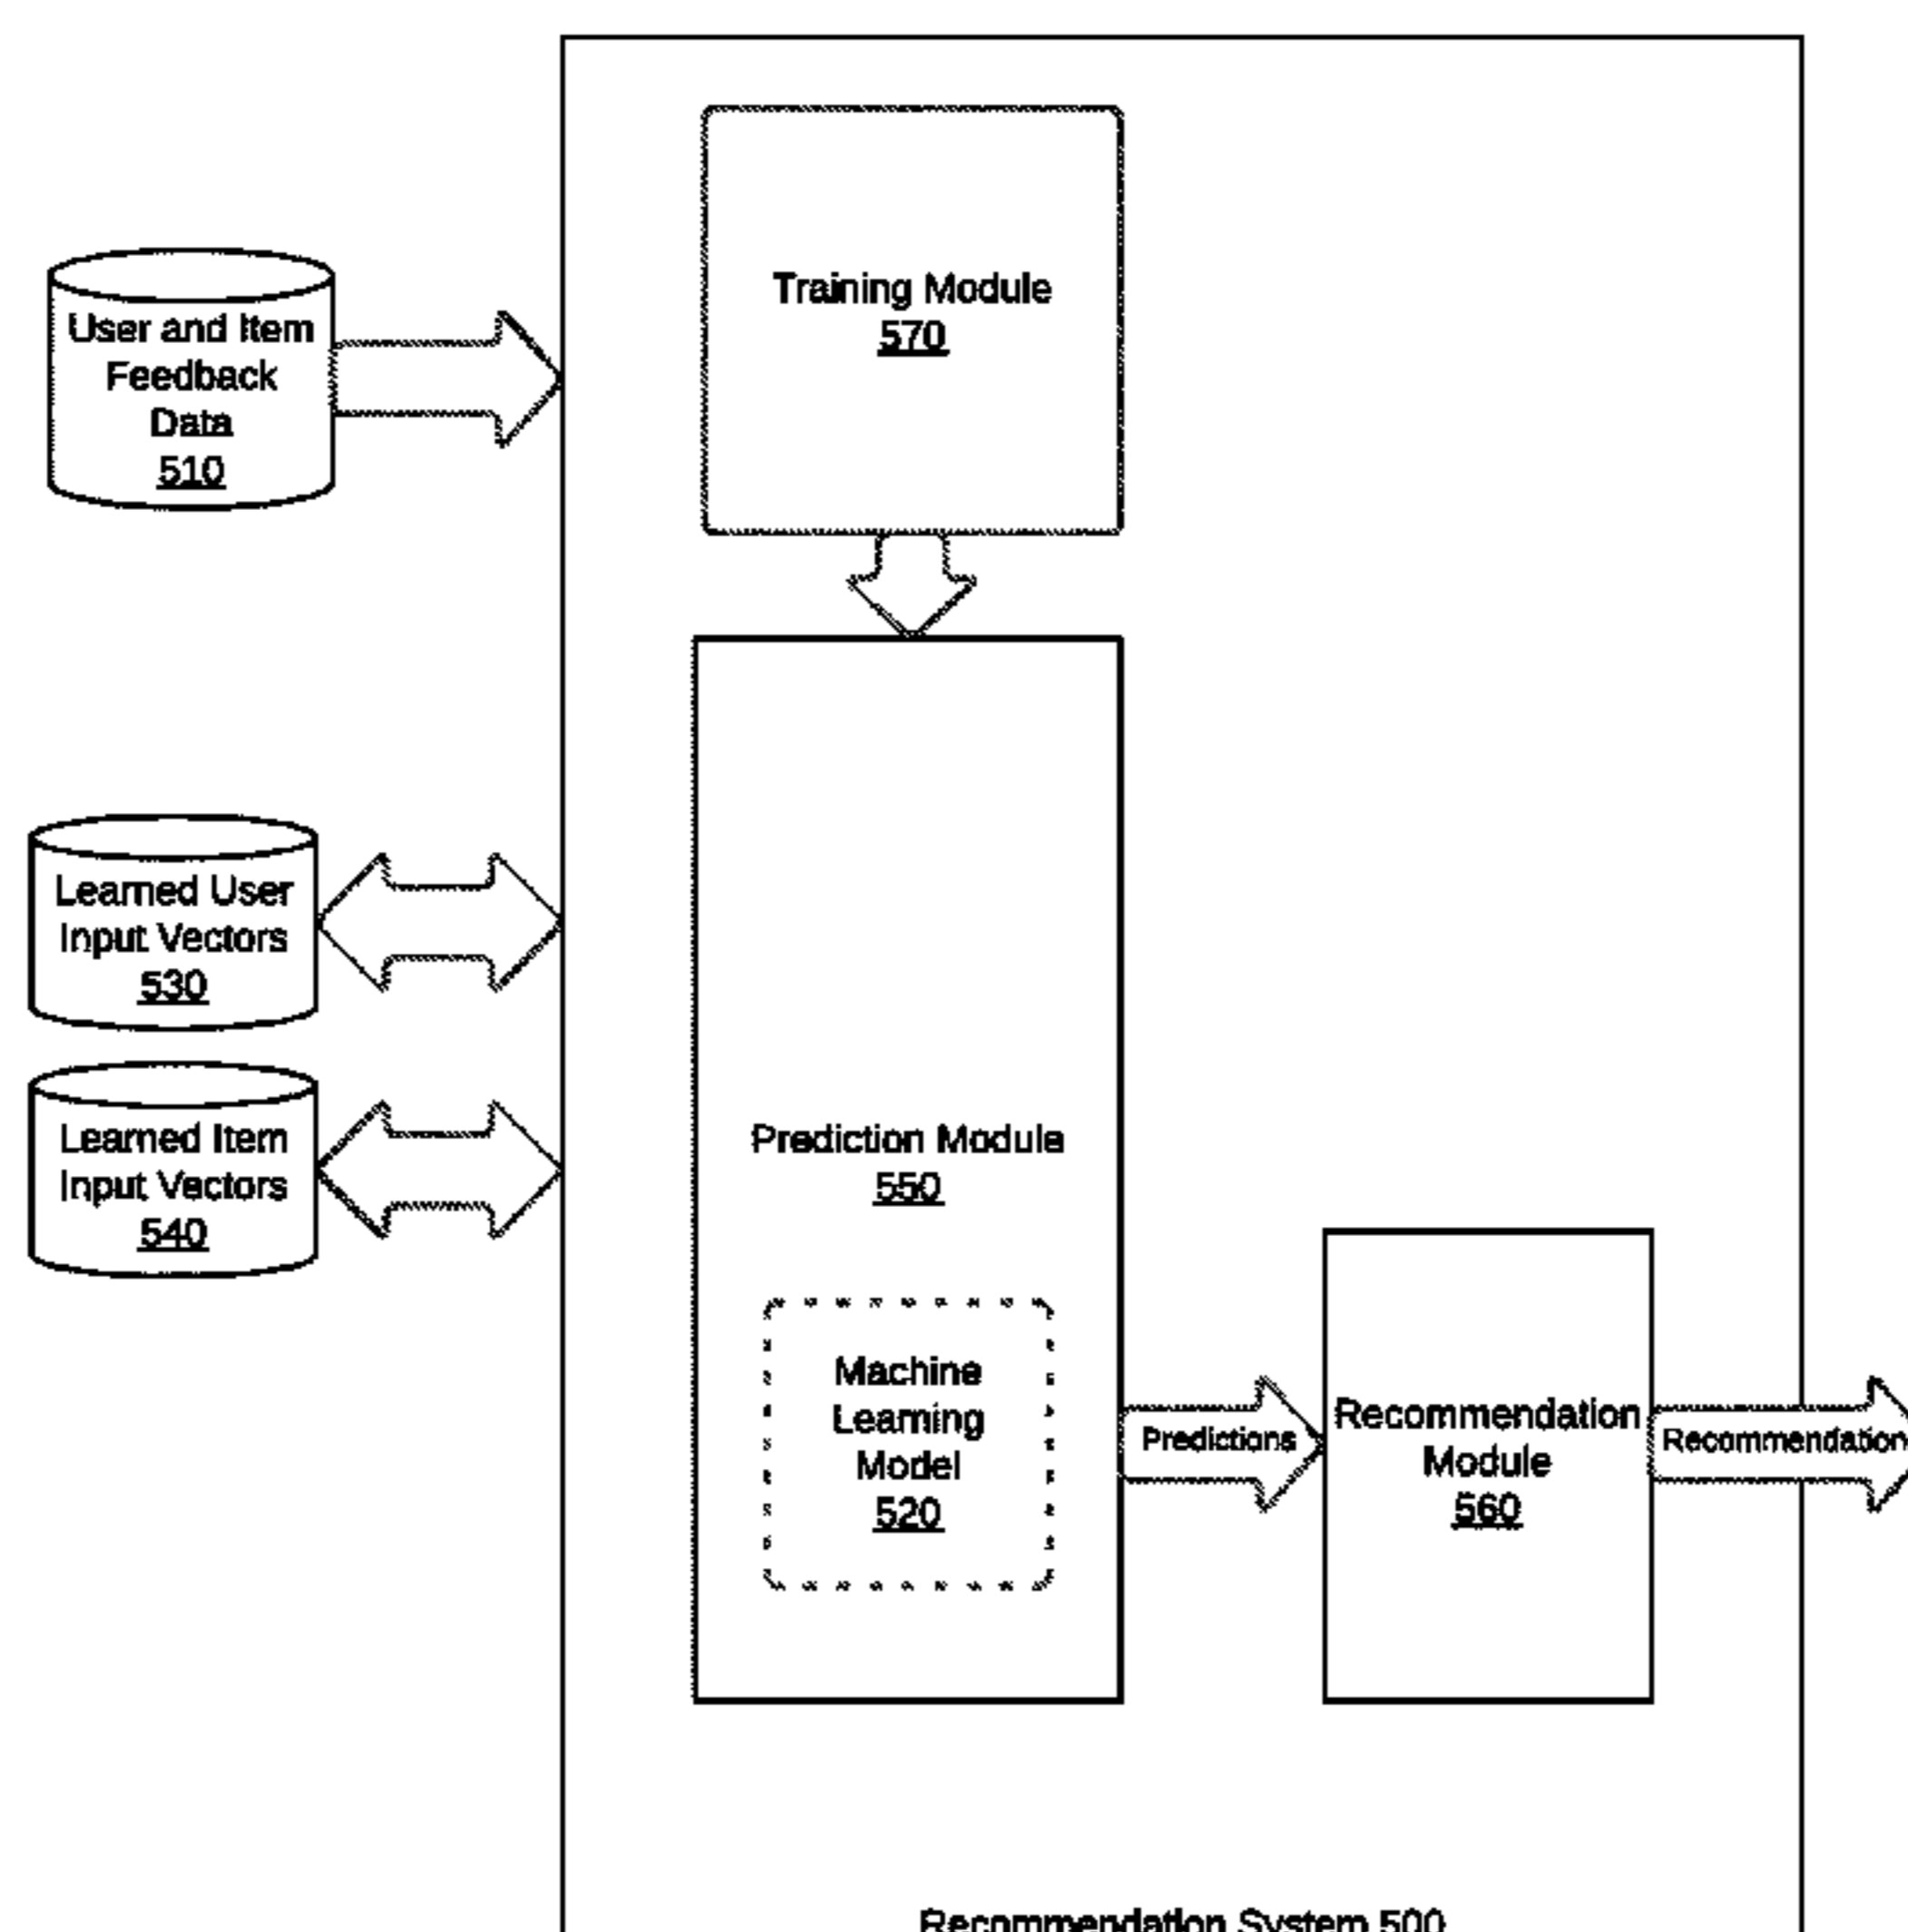 Training Module
570
User and Item
Feedback
Data
510
Learned User
Input Vectors
530
Learned Item
Input Vectors
540
Prediction Module
550
Machine
Learning
Model
520
Predictions
Recommendation
Module
560
Recommendation
Recommendation System 500